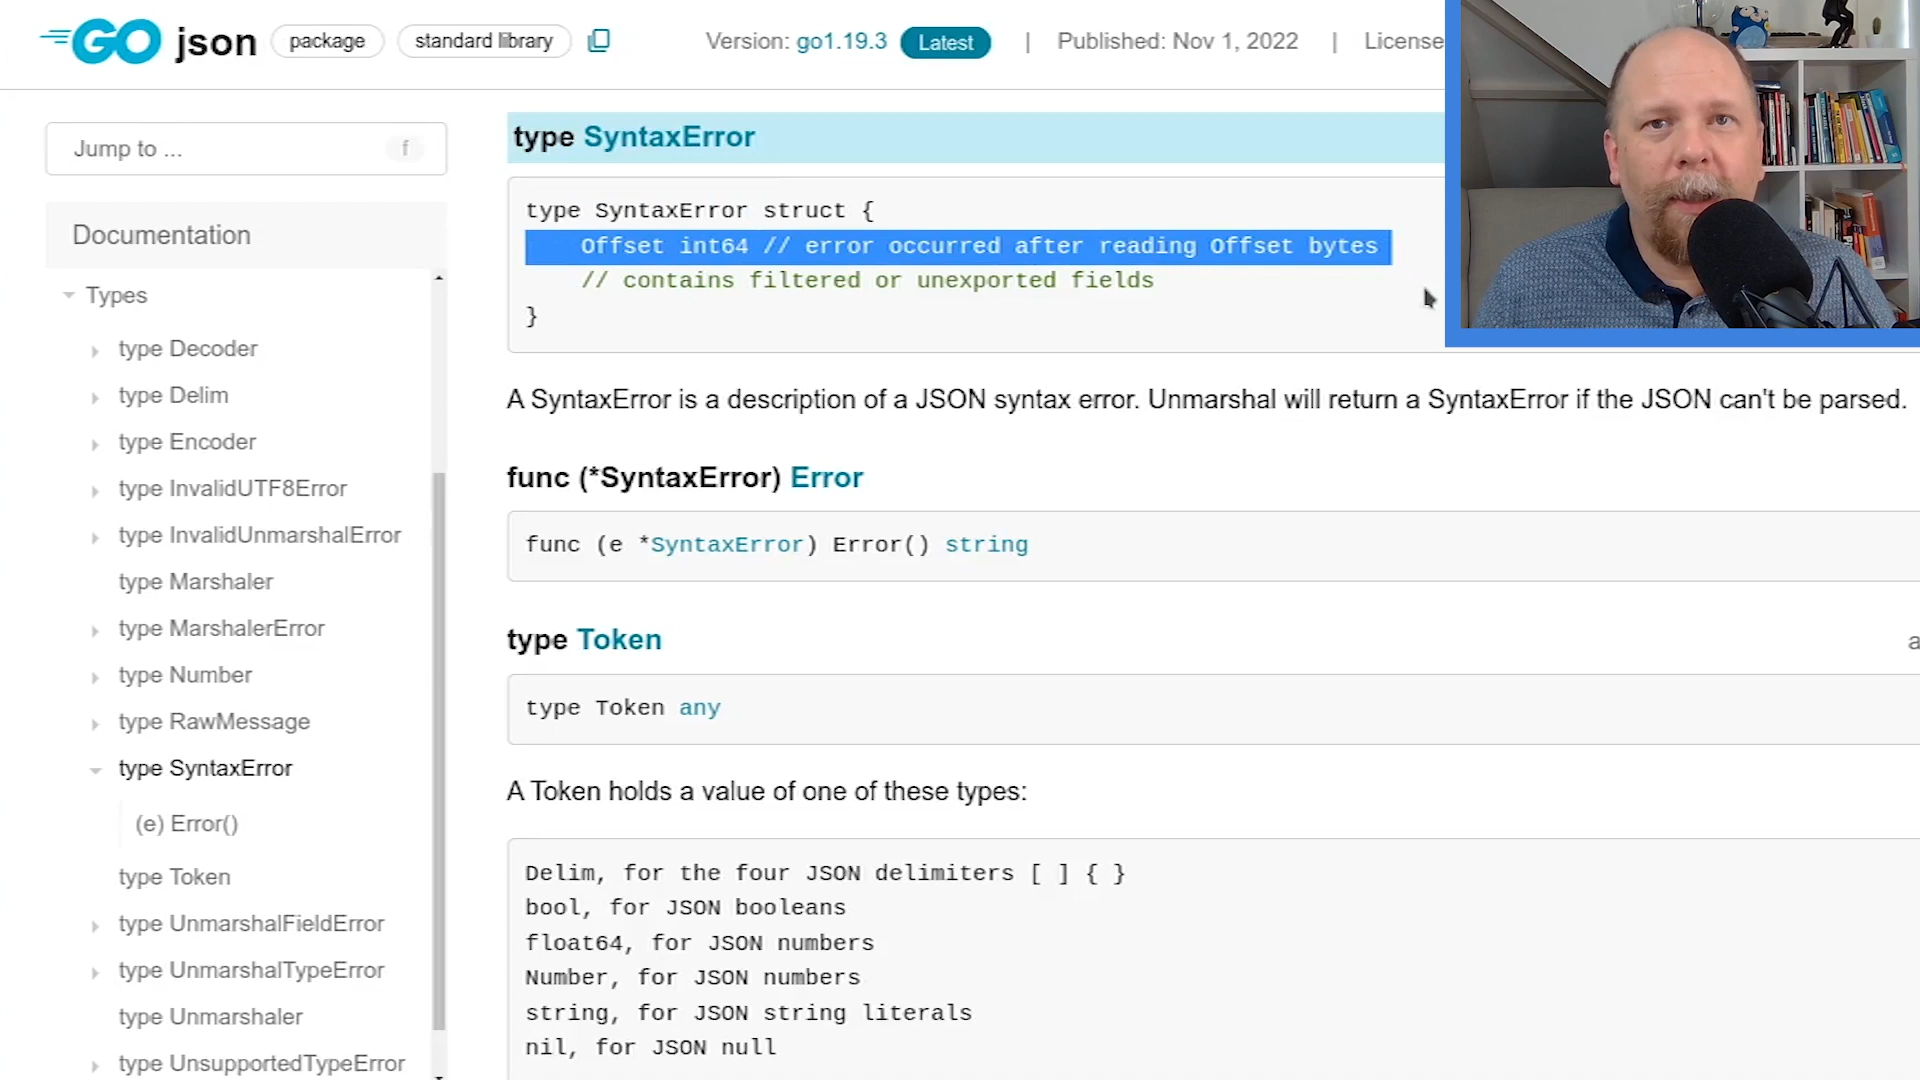 GO json package standard library Version: go1.19.3 Latest | Published: Nov 1, 2022 | License
Jump to ... f
Documentation
Types
type Decoder
type Delim
type Encoder
type InvalidUTF8Error
type InvalidUnmarshalError
type Marshaler
type MarshalerError
type Number
type RawMessage
type SyntaxError
(e) Error()
type Token
type UnmarshalFieldError
type UnmarshalTypeError
type Unmarshaler
type UnsupportedTypeError
type SyntaxError
type SyntaxError struct {
Offset int64 // error occurred after reading Offset bytes
// contains filtered or unexported fields
}
A SyntaxError is a description of a JSON syntax error. Unmarshal will return a SyntaxError if the JSON can't be parsed.
func (*SyntaxError) Error
func (e *SyntaxError) Error() string
type Token
a
type Token any
A Token holds a value of one of these types:
Delim, for the four JSON delimiters [ ] { }
bool, for JSON booleans
float64, for JSON numbers
Number, for JSON numbers
string, for JSON string literals
nil, for JSON null